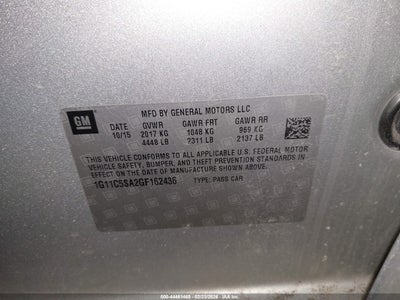 GM
MFD BY GENERAL MOTORS LLC
DATE GVWR GAWR FRT GAWR RR
10/15 2017 KG 1048 KG 969 KG
4448 LB 2311 LB 2137 LB
THIS VEHICLE CONFORMS TO ALL APPLICABLE U.S. FEDERAL MOTOR
VEHICLE SAFETY, BUMPER, AND THEFT PREVENTION STANDARDS
IN EFFECT ON THE DATE OF MANUFACTURE SHOWN ABOVE.
1G11C5SA2GF162436 TYPE: PASS CAR
000-44461460 - 02/23/2026 - IAA Inc.